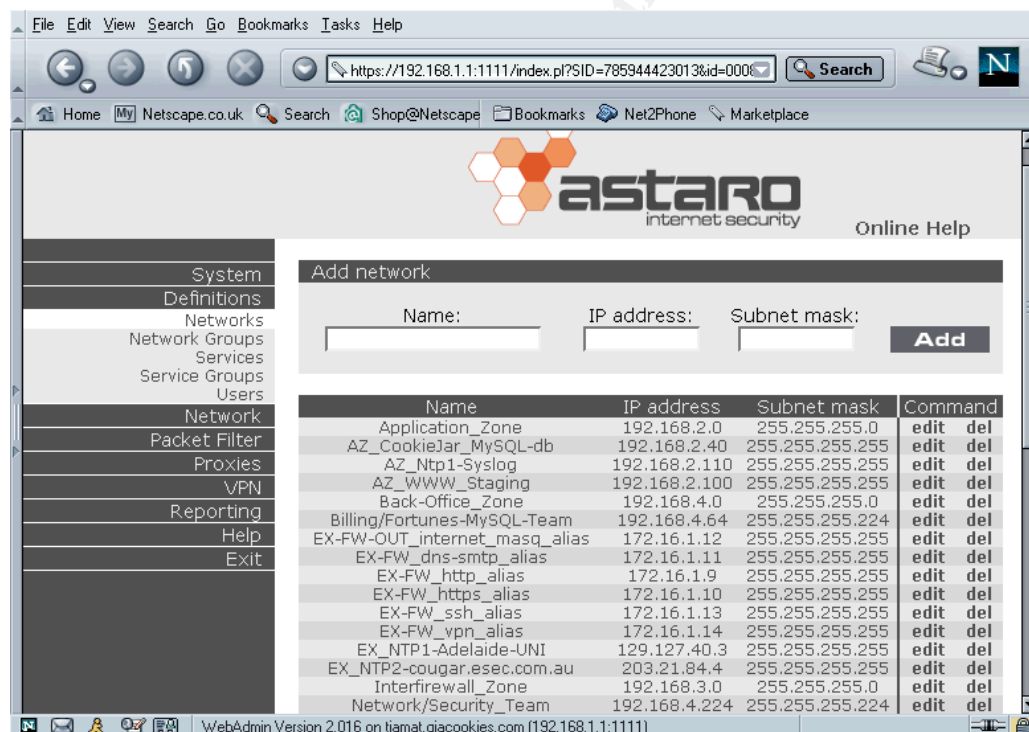 File Edit View Search Go Bookmarks Tasks Help
https://192.168.1.1:1111/index.pl?SID=785944423013&id=000 Search N
Home My Netscape.co.uk Search Shop@Netscape Bookmarks Net2Phone Marketplace
astaro
internet security
Online Help
System
Definitions
Networks
Network Groups
Services
Service Groups
Users
Network
Packet Filter
Proxies
VPN
Reporting
Help
Exit
Add network
Name: IP address: Subnet mask:
Add
Name IP address Subnet mask Command
Application_Zone 192.168.2.0 255.255.255.0 edit del
AZ_CookieJar_MySQL-db 192.168.2.40 255.255.255.255 edit del
AZ_Ntp1-Syslog 192.168.2.110 255.255.255.255 edit del
AZ_WWW_Staging 192.168.2.100 255.255.255.255 edit del
Back-Office_Zone 192.168.4.0 255.255.255.0 edit del
Billing/Fortunes-MySQL-Team 192.168.4.64 255.255.255.224 edit del
EX-FW-OUT_internet_masq_alias 172.16.1.12 255.255.255.255 edit del
EX-FW_dns-smtp_alias 172.16.1.11 255.255.255.255 edit del
EX-FW_http_alias 172.16.1.9 255.255.255.255 edit del
EX-FW_https_alias 172.16.1.10 255.255.255.255 edit del
EX-FW_ssh_alias 172.16.1.13 255.255.255.255 edit del
EX-FW_vpn_alias 172.16.1.14 255.255.255.255 edit del
EX_NTP1-Adelaide-UNI 129.127.40.3 255.255.255.255 edit del
EX_NTP2-cougar.esec.com.au 203.21.84.4 255.255.255.255 edit del
Interfirewall_Zone 192.168.3.0 255.255.255.0 edit del
Network/Security_Team 192.168.4.224 255.255.255.224 edit del
N WebAdmin Version 2.016 on tiamat.giacookies.com (192.168.1.1:1111)